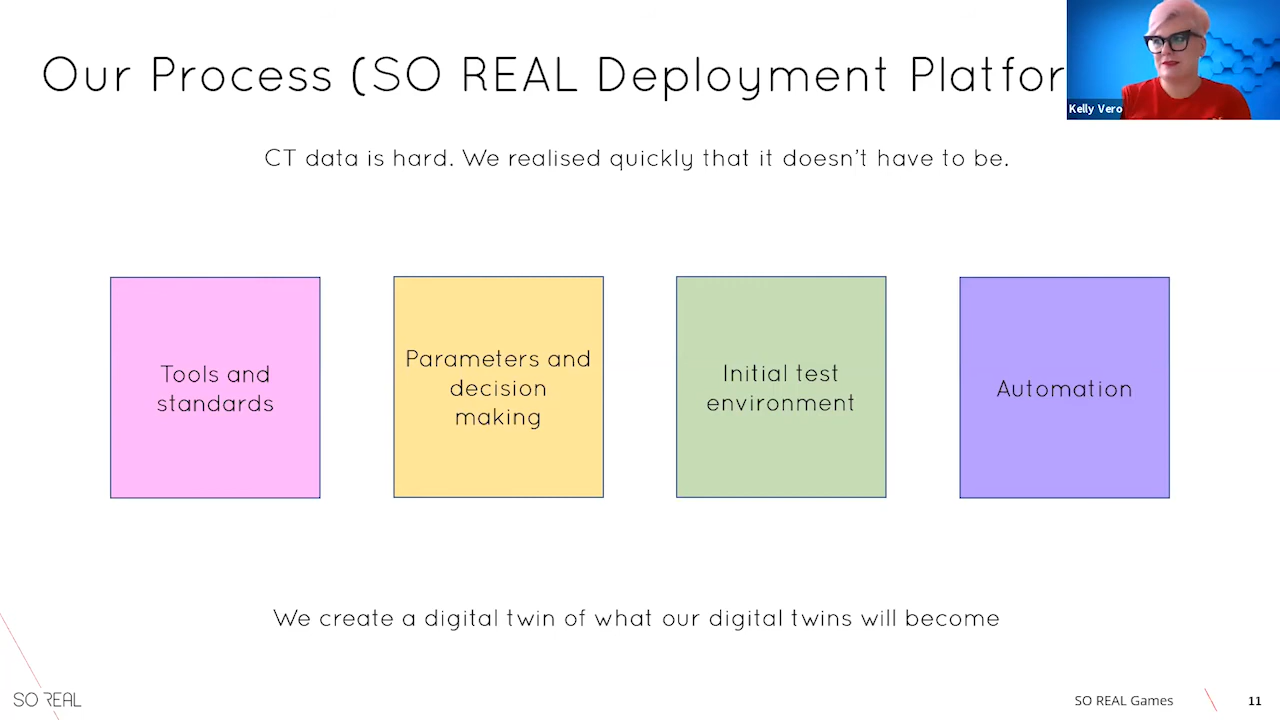 Our Process (SO REAL Deployment Platfor
Kelly Vero
CT data is hard. We realised quickly that it doesn't have to be.
Tools and
standards
Parameters and
decision
making
Initial test
environment
Automation
We create a digital twin of what our digital twins will become
SO REAL
SO REAL Games
11